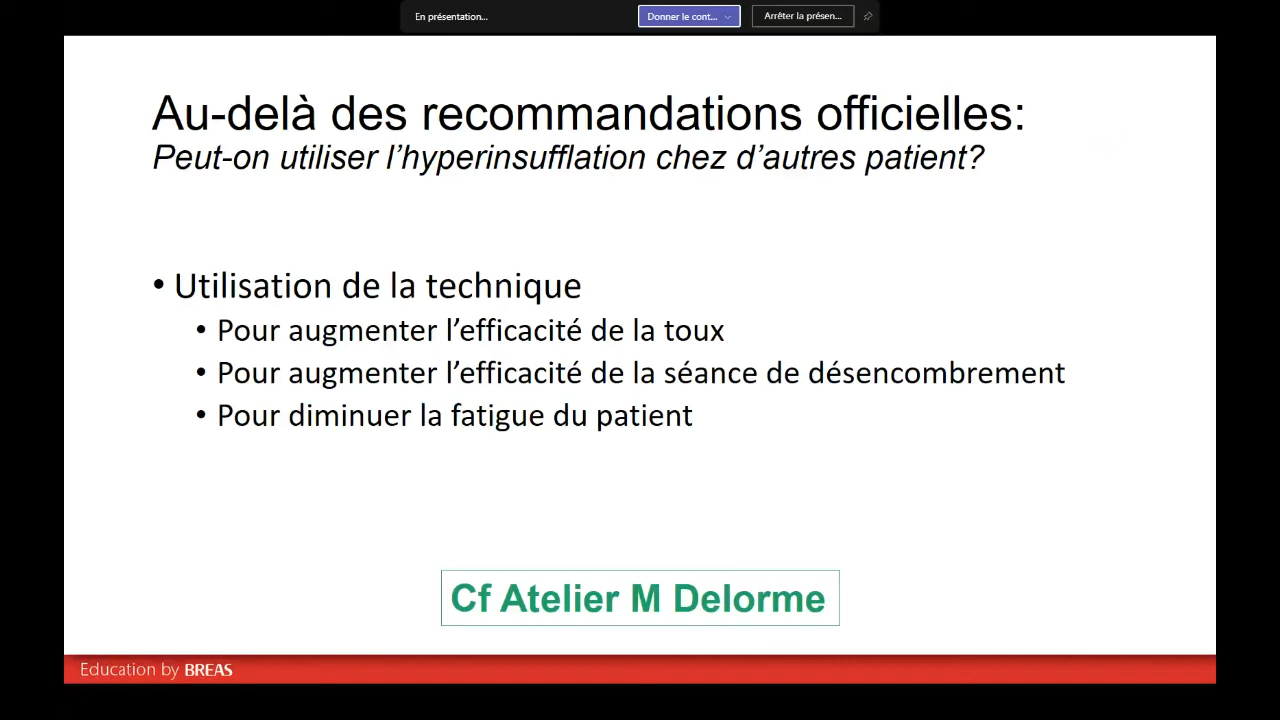 En présentation...
Donner le cont...
Arrêter la présen...
Au-delà des recommandations officielles:
Peut-on utiliser l’hyperinsufflation chez d’autres patient?
• Utilisation de la technique
• Pour augmenter l’efficacité de la toux
• Pour augmenter l’efficacité de la séance de désencombrement
• Pour diminuer la fatigue du patient
Cf Atelier M Delorme
Education by BREAS